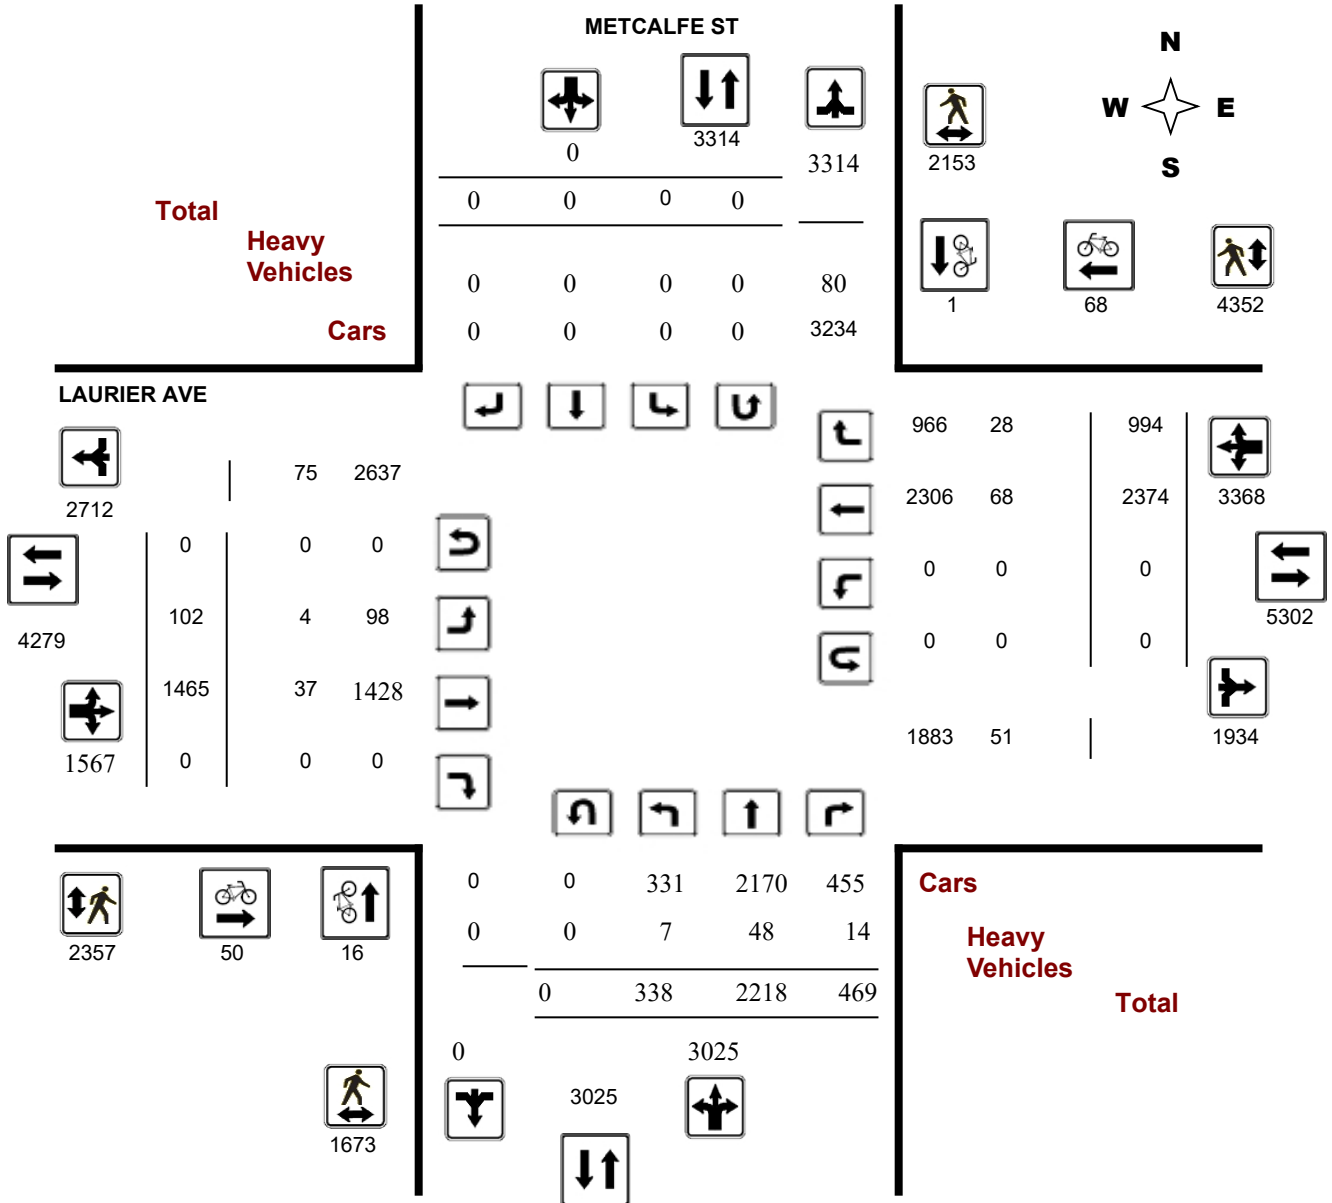 METCALFE ST
N
W E
S
3314
0
3314
2153
Total
0 0 0 0
Heavy
Vehicles
0 0 0 0 80
1 68 4352
Cars
0 0 0 0 3234
LAURIER AVE
966 28 994
75 2637
2712
2306 68 2374 3368
0 0 0
0 0 0
5302
102 4 98
4279
0 0 0
1465 37 1428
1883 51 1934
1567 0 0 0
0 0 331 2170 455
Cars
0 0 7 48 14
Heavy
Vehicles
2357 50 16
0 338 2218 469
Total
0 3025
3025
1673